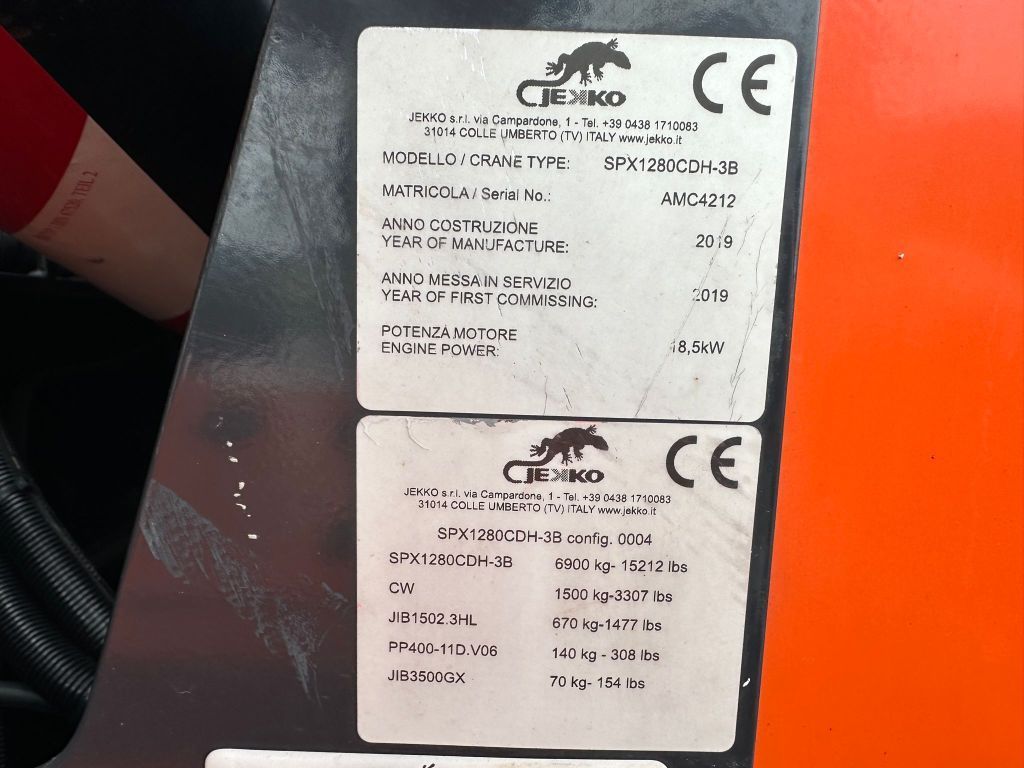 JEKKO
CE
JEKKO s.r.l. via Campardone, 1 - Tel. +39 0438 1710083
31014 COLLE UMBERTO (TV) ITALY www.jekko.it
MODELLO / CRANE TYPE: SPX1280CDH-3B
MATRICOLA / Serial No.: AMC4212
ANNO COSTRUZIONE
YEAR OF MANUFACTURE: 2019
ANNO MESSA IN SERVIZIO
YEAR OF FIRST COMMISSING: 2019
POTENZA MOTORE
ENGINE POWER: 18,5kW
JEKKO
CE
JEKKO s.r.l. via Campardone, 1 - Tel. +39 0438 1710083
31014 COLLE UMBERTO (TV) ITALY www.jekko.it
SPX1280CDH-3B config. 0004
SPX1280CDH-3B 6900 kg- 15212 lbs
CW 1500 kg-3307 lbs
JIB1502.3HL 670 kg-1477 lbs
PP400-11D.V06 140 kg - 308 lbs
JIB3500GX 70 kg- 154 lbs
TEIL 2